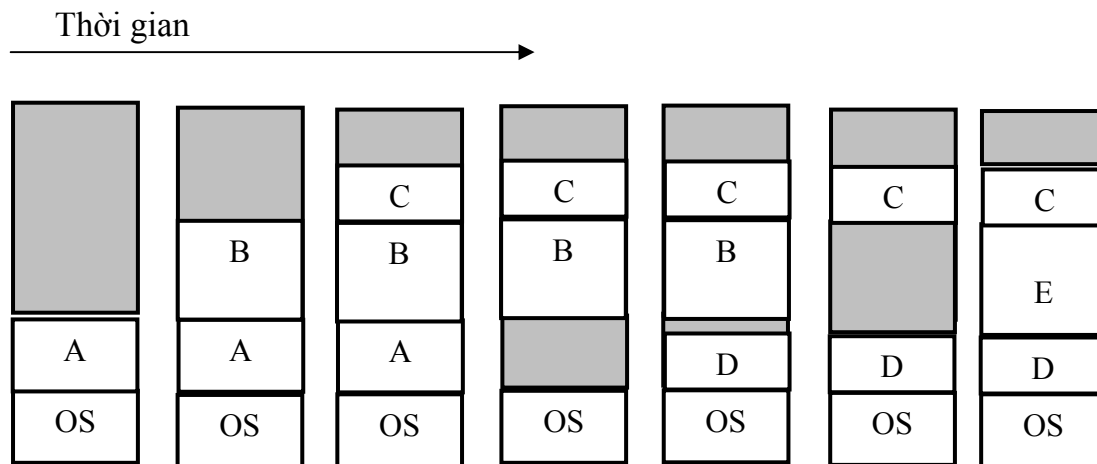 Thời gian
C C C C C
B B B B E
A A A D D D
OS OS OS OS OS OS OS